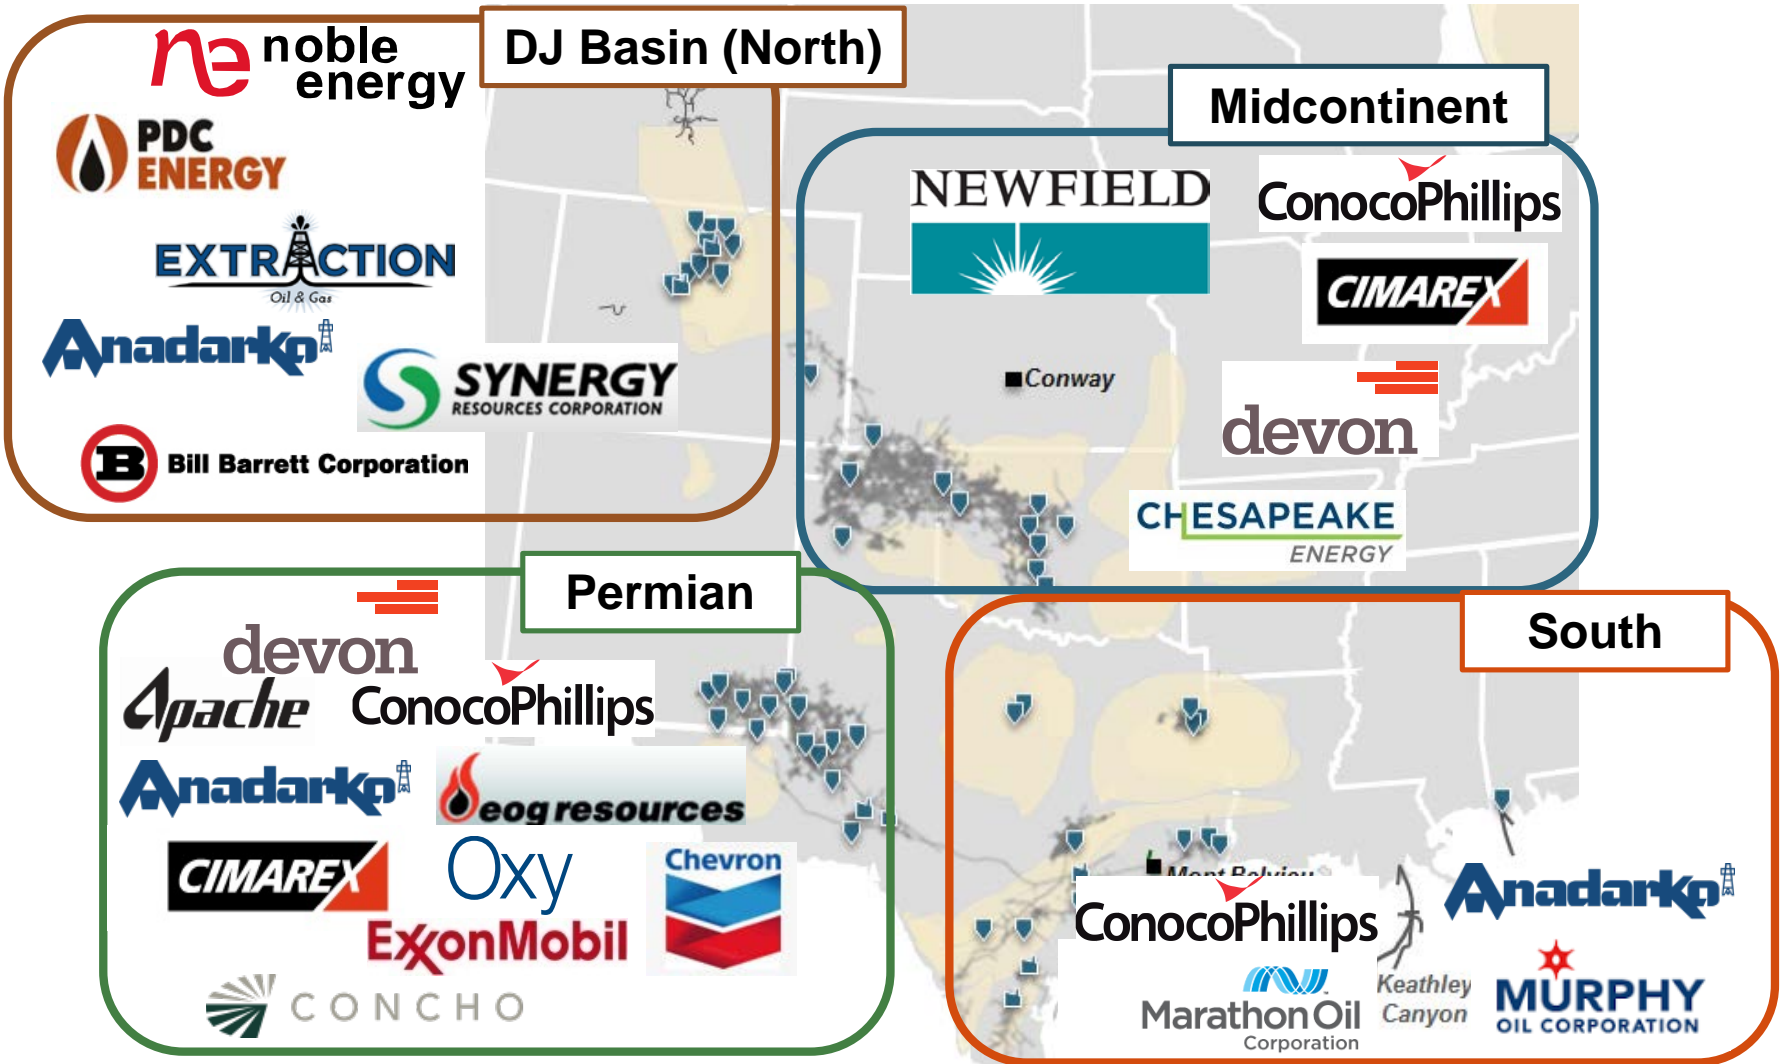 DJ Basin (North)
noble
energy
PDC
ENERGY
EXTRACTION
Oil & Gas
Anadarko
SYNERGY
RESOURCES CORPORATION
B
Bill Barrett Corporation
Midcontinent
NEWFIELD
ConocoPhillips
CIMAREX
Conway
devon
CHESAPEAKE
ENERGY
Permian
devon
Apache
ConocoPhillips
Anadarko
eog resources
CIMAREX
Oxy
Chevron
ExxonMobil
CONCHO
South
Mont Belvieu
ConocoPhillips
Anadarko
Marathon Oil
Corporation
Keathley
Canyon
MURPHY
OIL CORPORATION